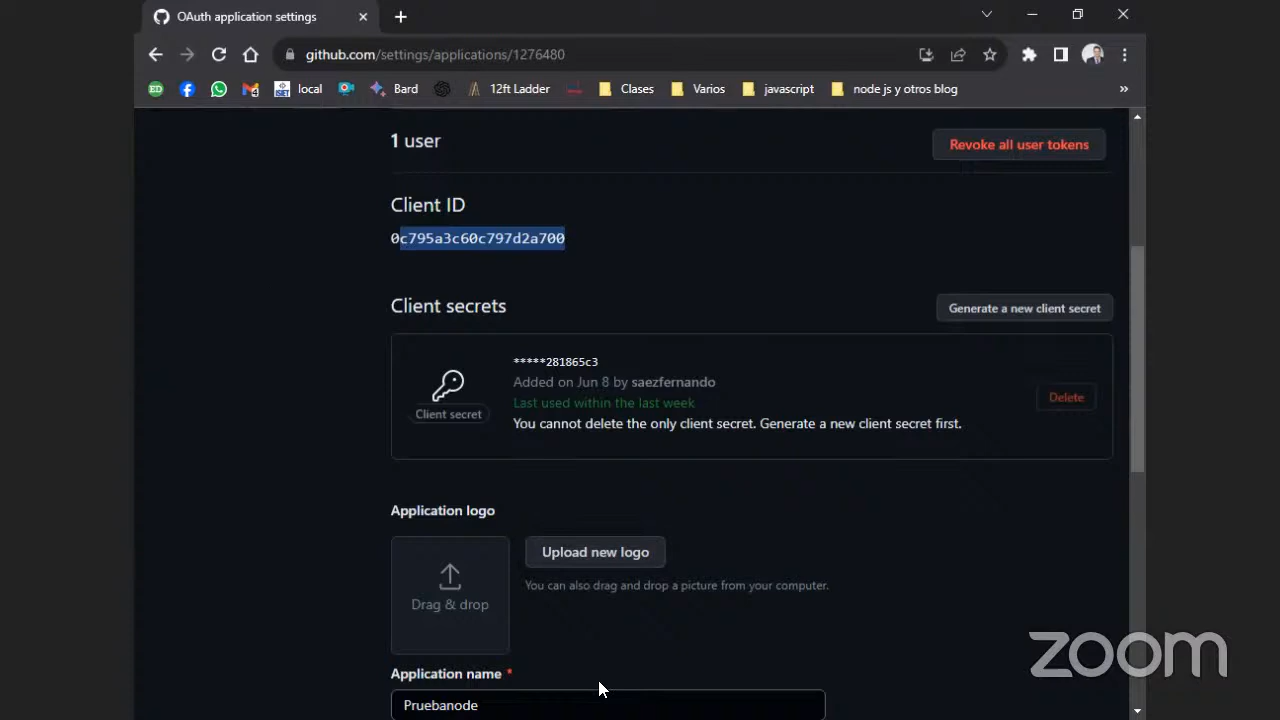 OAuth application settings
github.com/settings/applications/1276480
ED
local
Bard
12ft Ladder
Clases
Varios
javascript
node js y otros blog
»
1 user
Revoke all user tokens
Client ID
0c795a3c60c797d2a700
Client secrets
Generate a new client secret
*****281865c3
Added on Jun 8 by saezfernando
Last used within the last week
You cannot delete the only client secret. Generate a new client secret first.
Client secret
Delete
Application logo
Upload new logo
You can also drag and drop a picture from your computer.
Drag & drop
Application name *
Pruebanode
zoom